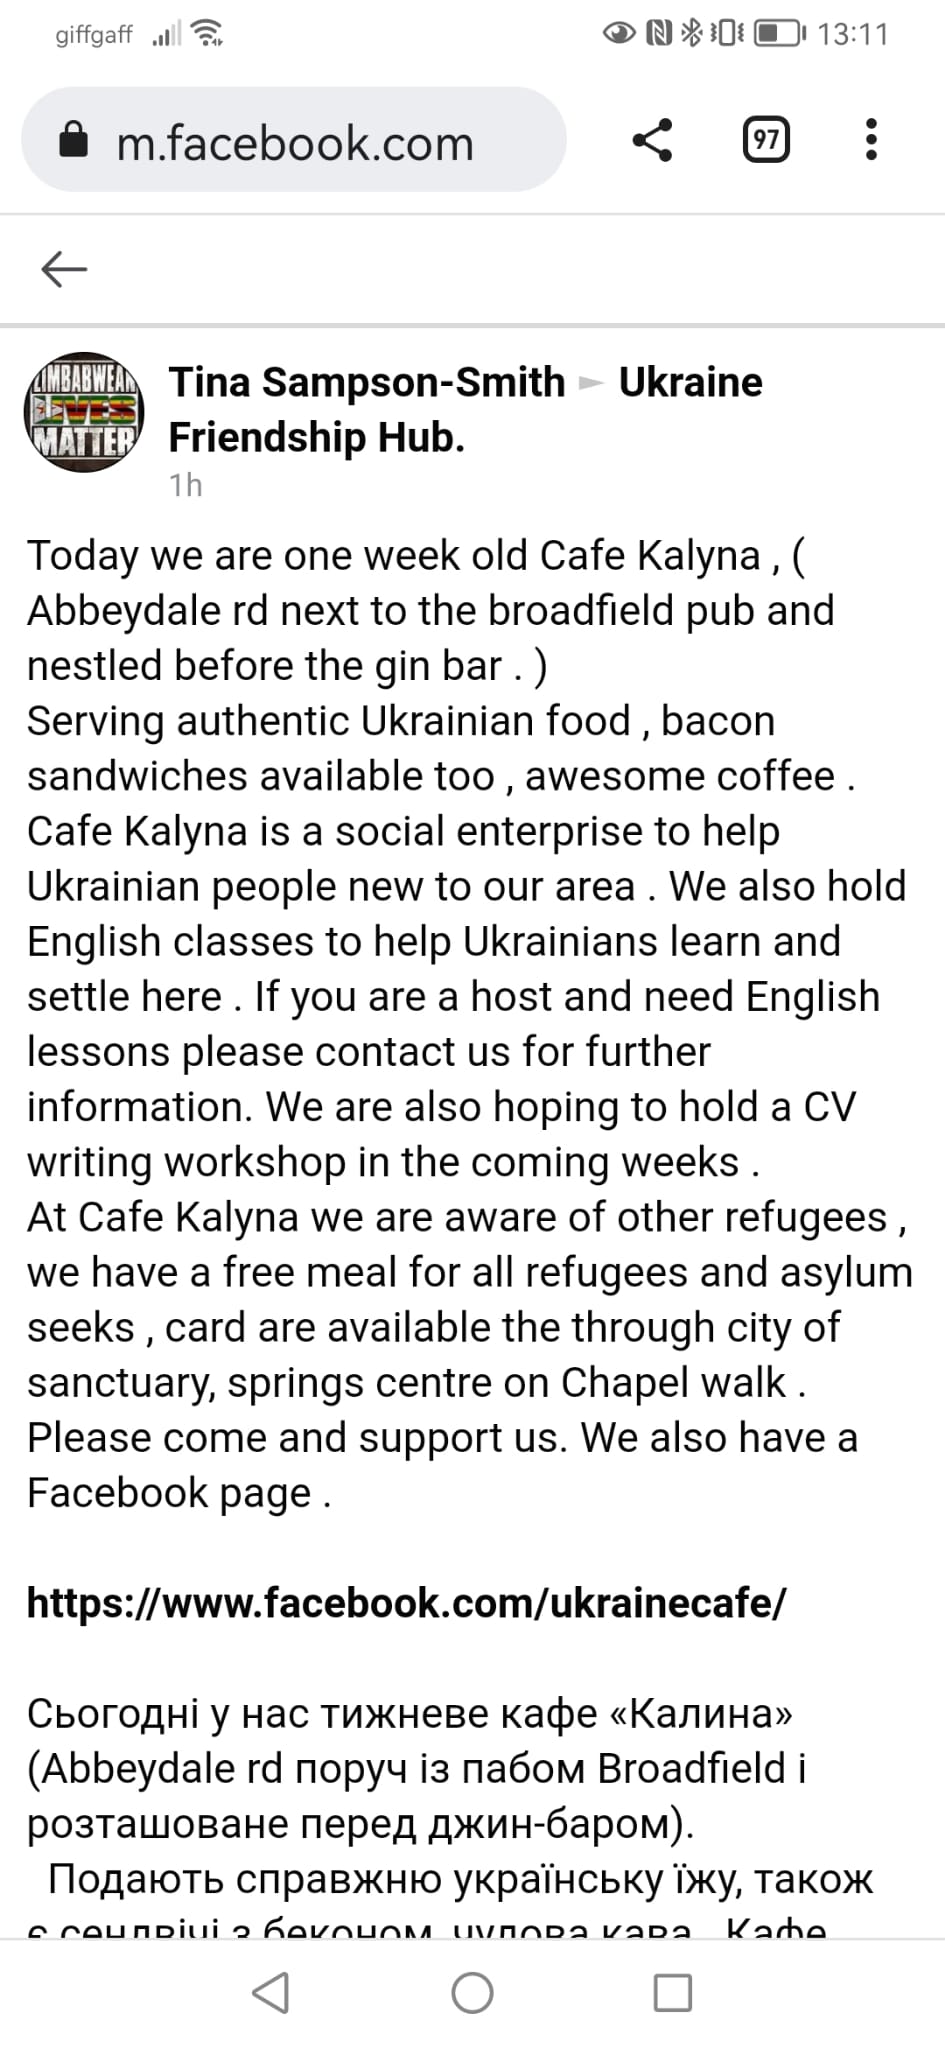 giffgaff 13:11
m.facebook.com 97
ZIMBABWEAN
LIVES
MATTER
Tina Sampson-Smith ► Ukraine
Friendship Hub.
1h
Today we are one week old Cafe Kalyna , (
Abbeydale rd next to the broadfield pub and
nestled before the gin bar . )
Serving authentic Ukrainian food , bacon
sandwiches available too , awesome coffee .
Cafe Kalyna is a social enterprise to help
Ukrainian people new to our area . We also hold
English classes to help Ukrainians learn and
settle here . If you are a host and need English
lessons please contact us for further
information. We are also hoping to hold a CV
writing workshop in the coming weeks .
At Cafe Kalyna we are aware of other refugees ,
we have a free meal for all refugees and asylum
seeks , card are available the through city of
sanctuary, springs centre on Chapel walk .
Please come and support us. We also have a
Facebook page .
https://www.facebook.com/ukrainecafe/
Сьогодні у нас тижневе кафе «Калина»
(Abbeydale rd поруч із пабом Broadfield і
розташоване перед джин-баром).
Подають справжню українську їжу, також
є сендвічі з беконом, чудова кава . Кафе